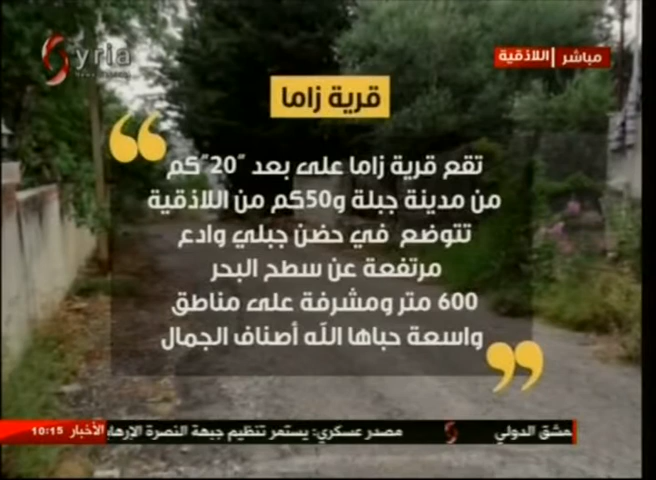 Syria
مباشر | اللاذقية
قرية زاما
تقع قرية زاما على بعد "20"كم
من مدينة جبلة و50كم من اللاذقية
تتوضع في حضن جبلي وادع
مرتفعة عن سطح البحر
600 متر ومشرفة على مناطق
واسعة حباها الله أصناف الجمال
الأخبار 10:15 مصدر عسكري: يستمر تنظيم جبهة النصرة الإرها دمشق الدولي